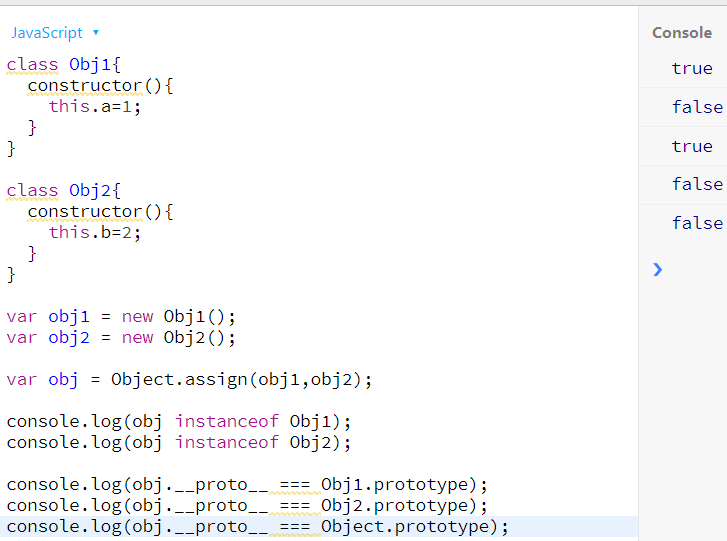 JavaScript ▾
Console
class Obj1{
  constructor(){
    this.a=1;
  }
}
class Obj2{
  constructor(){
    this.b=2;
  }
}
var obj1 = new Obj1();
var obj2 = new Obj2();
var obj = Object.assign(obj1,obj2);
console.log(obj instanceof Obj1);
console.log(obj instanceof Obj2);
console.log(obj.__proto__ === Obj1.prototype);
console.log(obj.__proto__ === Obj2.prototype);
console.log(obj.__proto__ === Object.prototype);
true
false
true
false
false
❯